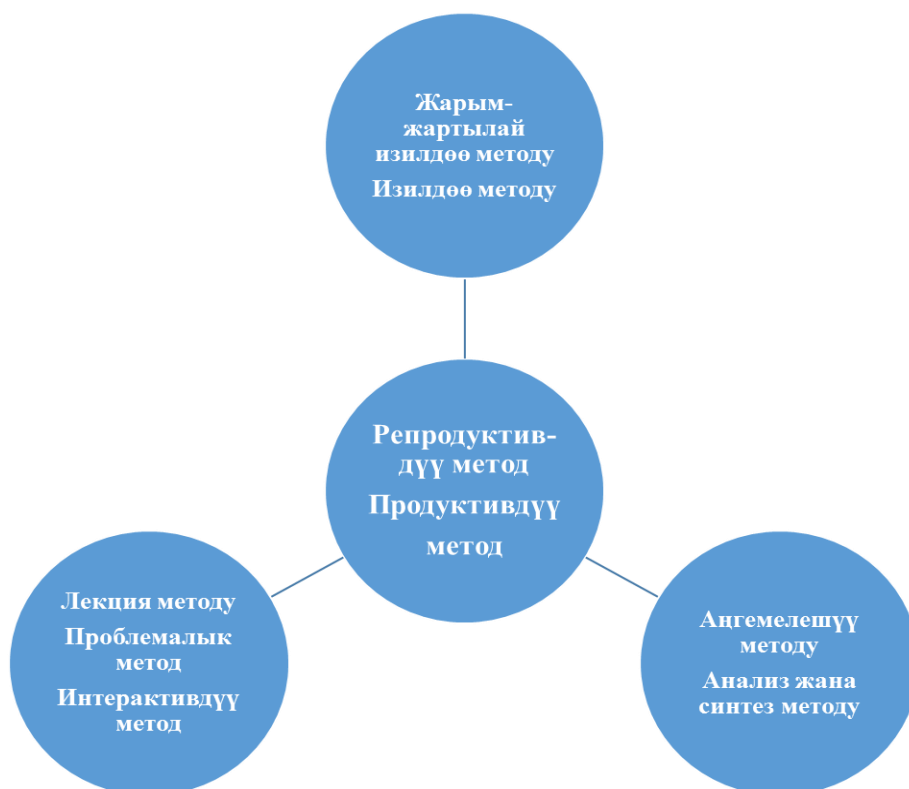 Жарым-
жартылай
изилдөө методу
Изилдөө методу
Репродуктив-
дүү метод
Продуктивдүү
метод
Лекция методу
Проблемалык
метод
Интерактивдүү
метод
Аңгемелешүү
методу
Анализ жана
синтез методу